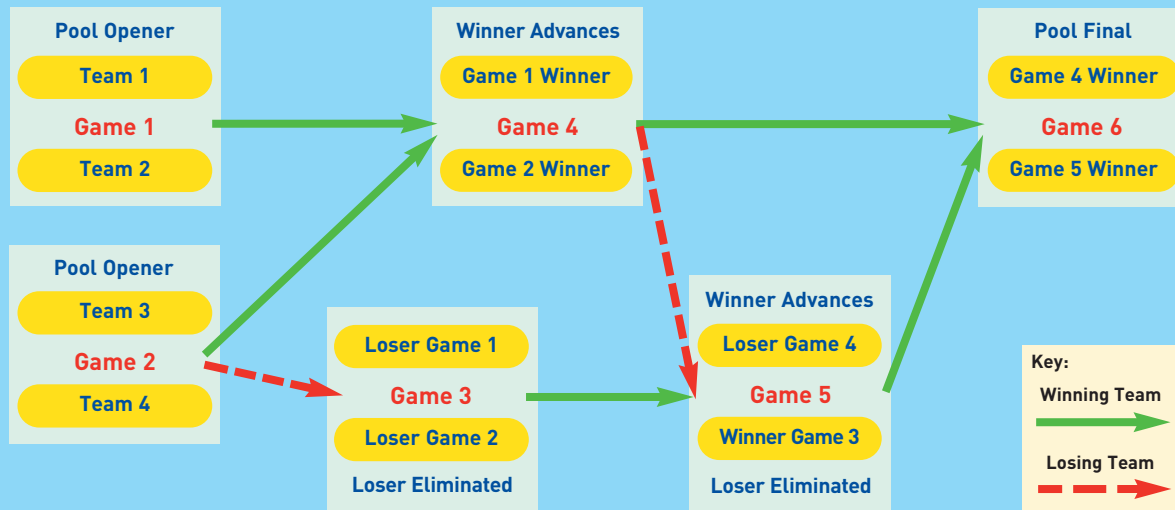 Pool Opener
Team 1
Game 1
Team 2
Winner Advances
Game 1 Winner
Game 4
Game 2 Winner
Pool Final
Game 4 Winner
Game 6
Game 5 Winner
Pool Opener
Team 3
Game 2
Team 4
Loser Game 1
Game 3
Loser Game 2
Loser Eliminated
Winner Advances
Loser Game 4
Game 5
Winner Game 3
Loser Eliminated
Key:
Winning Team
Losing Team